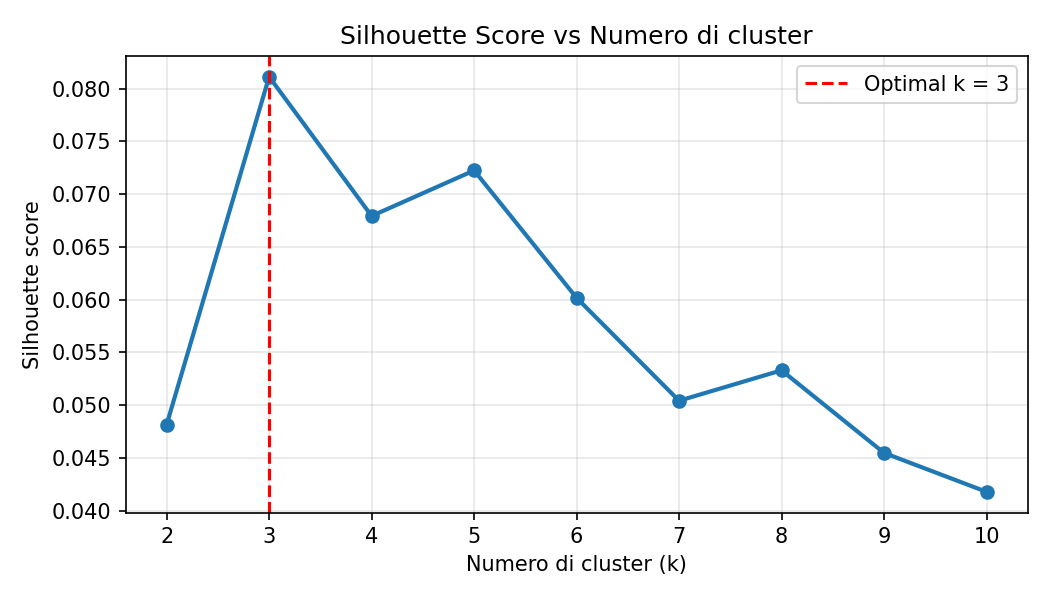 Silhouette Score vs Numero di cluster
Optimal k = 3
Silhouette score
0.080
0.075
0.070
0.065
0.060
0.055
0.050
0.045
0.040
2 3 4 5 6 7 8 9 10
Numero di cluster (k)